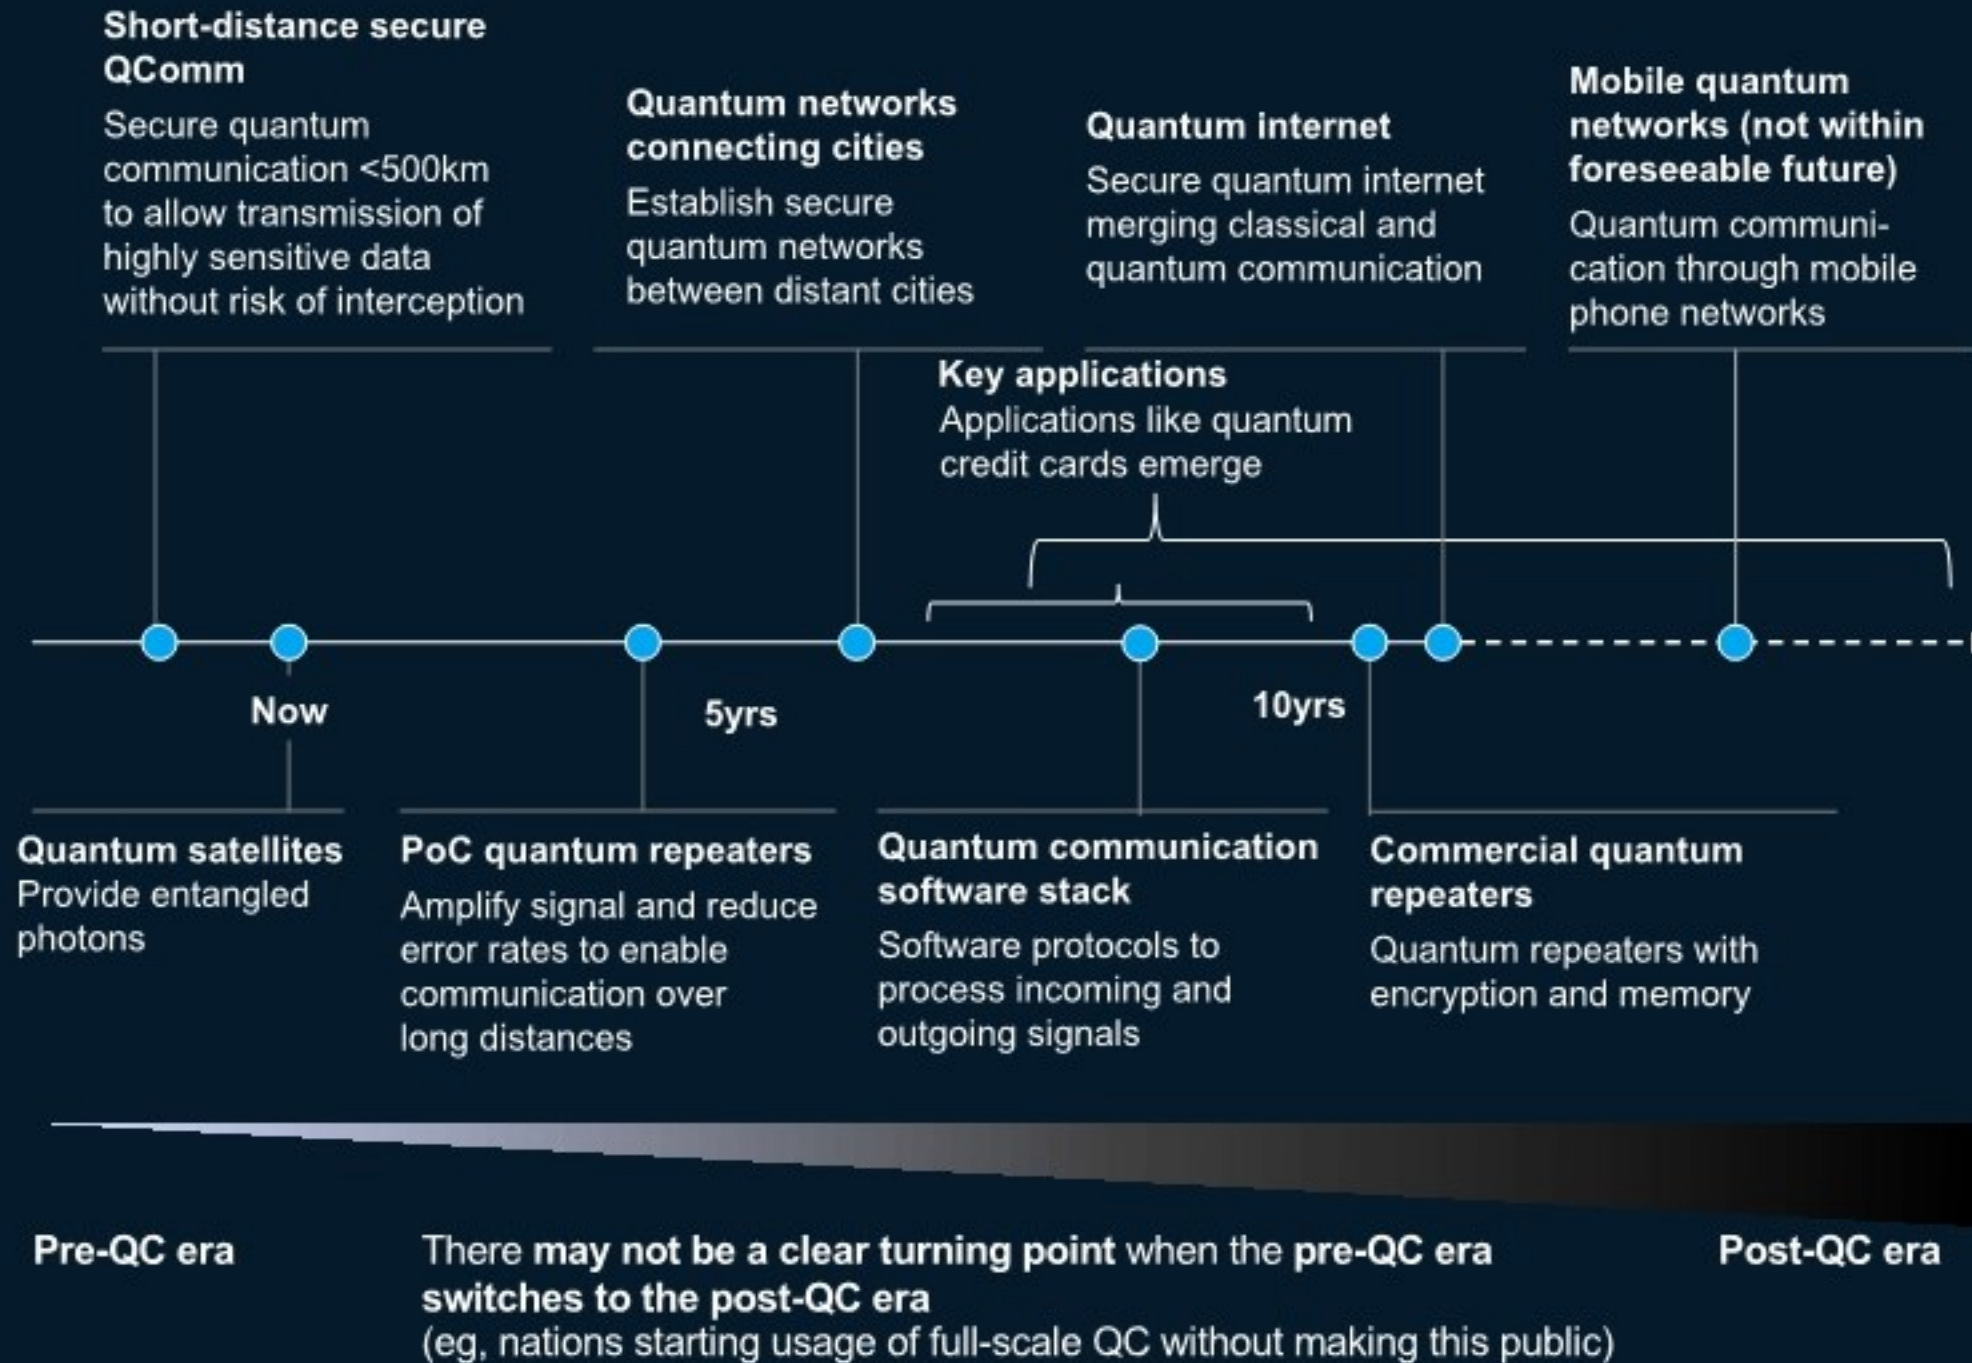 Short-distance secure
QComm
Secure quantum
communication <500km
to allow transmission of
highly sensitive data
without risk of interception
Quantum networks
connecting cities
Establish secure
quantum networks
between distant cities
Quantum internet
Secure quantum internet
merging classical and
quantum communication
Mobile quantum
networks (not within
foreseeable future)
Quantum communi-
cation through mobile
phone networks
Key applications
Applications like quantum
credit cards emerge
Now
5yrs
10yrs
Quantum satellites
Provide entangled
photons
PoC quantum repeaters
Amplify signal and reduce
error rates to enable
communication over
long distances
Quantum communication
software stack
Software protocols to
process incoming and
outgoing signals
Commercial quantum
repeaters
Quantum repeaters with
encryption and memory
Pre-QC era
There may not be a clear turning point when the pre-QC era
switches to the post-QC era
(eg, nations starting usage of full-scale QC without making this public)
Post-QC era